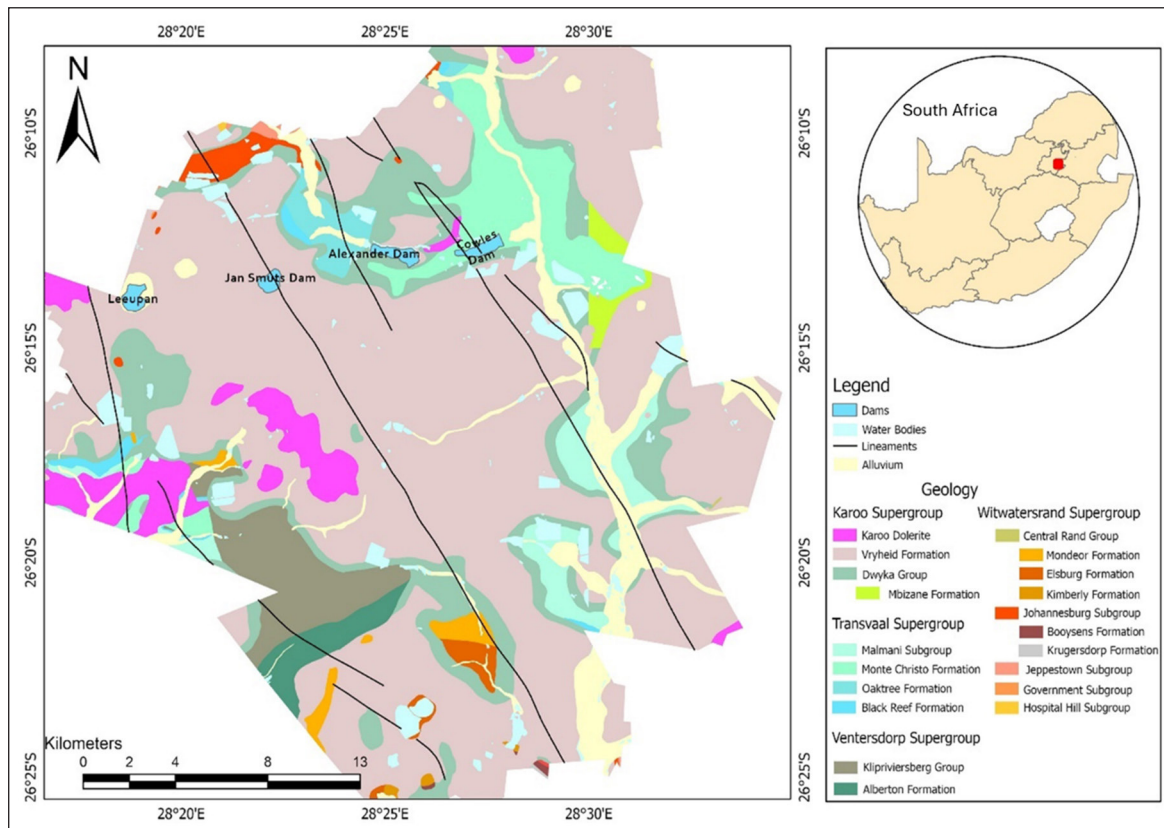 28°20'E 28°25'E 28°30'E
N
26°10'S
26°15'S
26°20'S
26°25'S
Leeupan
Jan Smuts Dam
Alexander Dam
Cowles
Dam
Kilometers
0 2 4 8 13
28°20'E 28°25'E 28°30'E
26°10'S
26°15'S
26°20'S
26°25'S
South Africa
Legend
Dams
Water Bodies
Lineaments
Alluvium
Geology
Karoo Supergroup
Karoo Dolerite
Vryheid Formation
Dwyka Group
Mbizane Formation
Transvaal Supergroup
Malmani Subgroup
Monte Christo Formation
Oaktree Formation
Black Reef Formation
Ventersdorp Supergroup
Klipriviersberg Group
Alberton Formation
Witwatersrand Supergroup
Central Rand Group
Mondeor Formation
Elsburg Formation
Kimberly Formation
Johannesburg Subgroup
Booysens Formation
Krugersdorp Formation
Jeppestown Subgroup
Government Subgroup
Hospital Hill Subgroup